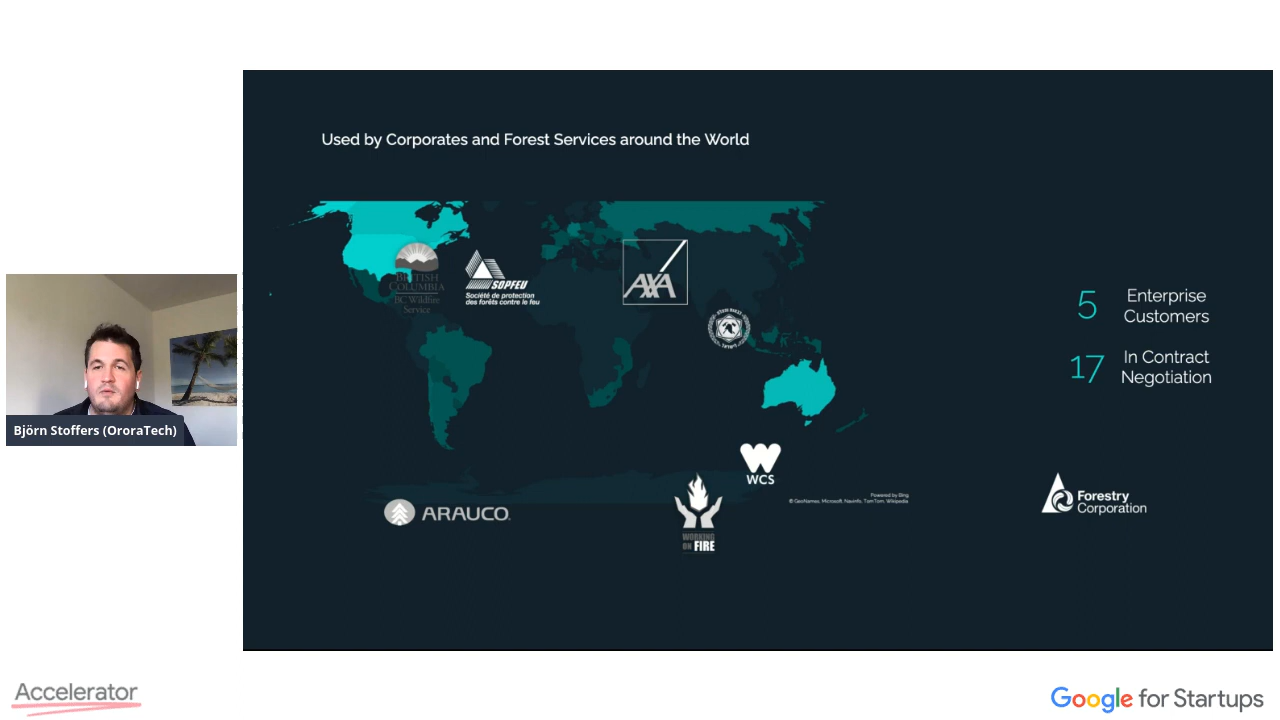 Used by Corporates and Forest Services around the World
BRITISH
COLUMBIA
BC Wildfire
Service
SOPFEU
Société de protection
des forêts contre le feu
AXA
5
Enterprise
Customers
17
In Contract
Negotiation
Björn Stoffers (OroraTech)
WCS
ARAUCO
WORKING
ON FIRE
Powered by Bing
© GeoNames, Microsoft, Navinfo, TomTom, Wikipedia
Forestry
Corporation
Accelerator
Google for Startups